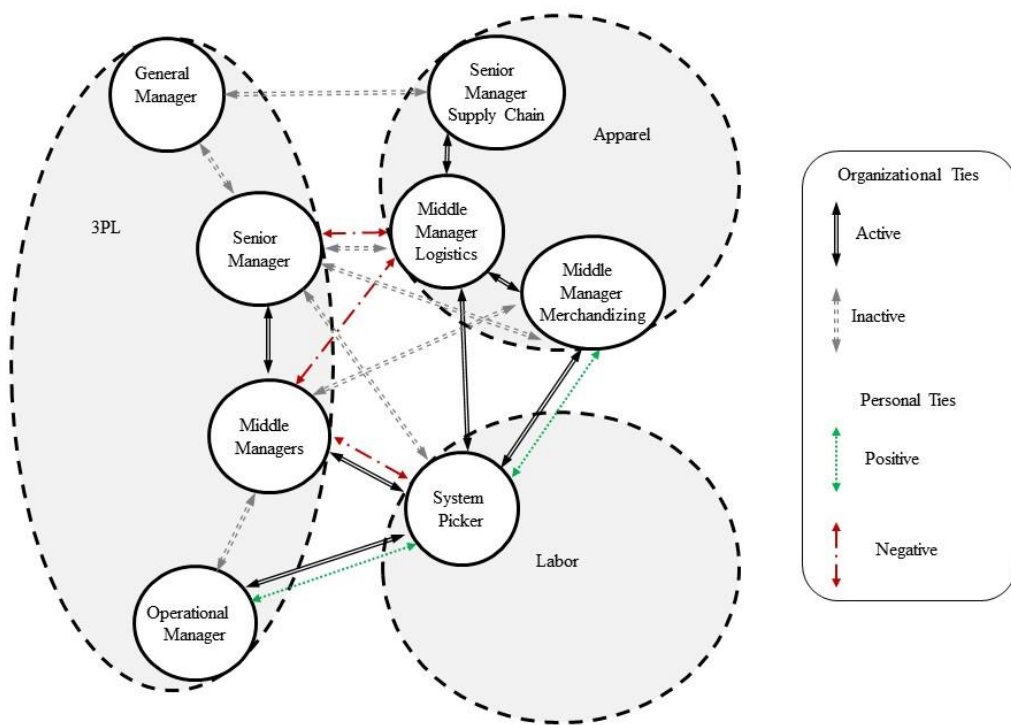 General
Manager
Senior
Manager
Supply Chain
Apparel
3PL
Senior
Manager
Middle
Manager
Logistics
Middle
Manager
Merchandizing
Middle
Managers
System
Picker
Labor
Operational
Manager
Organizational Ties
Active
Inactive
Personal Ties
Positive
Negative